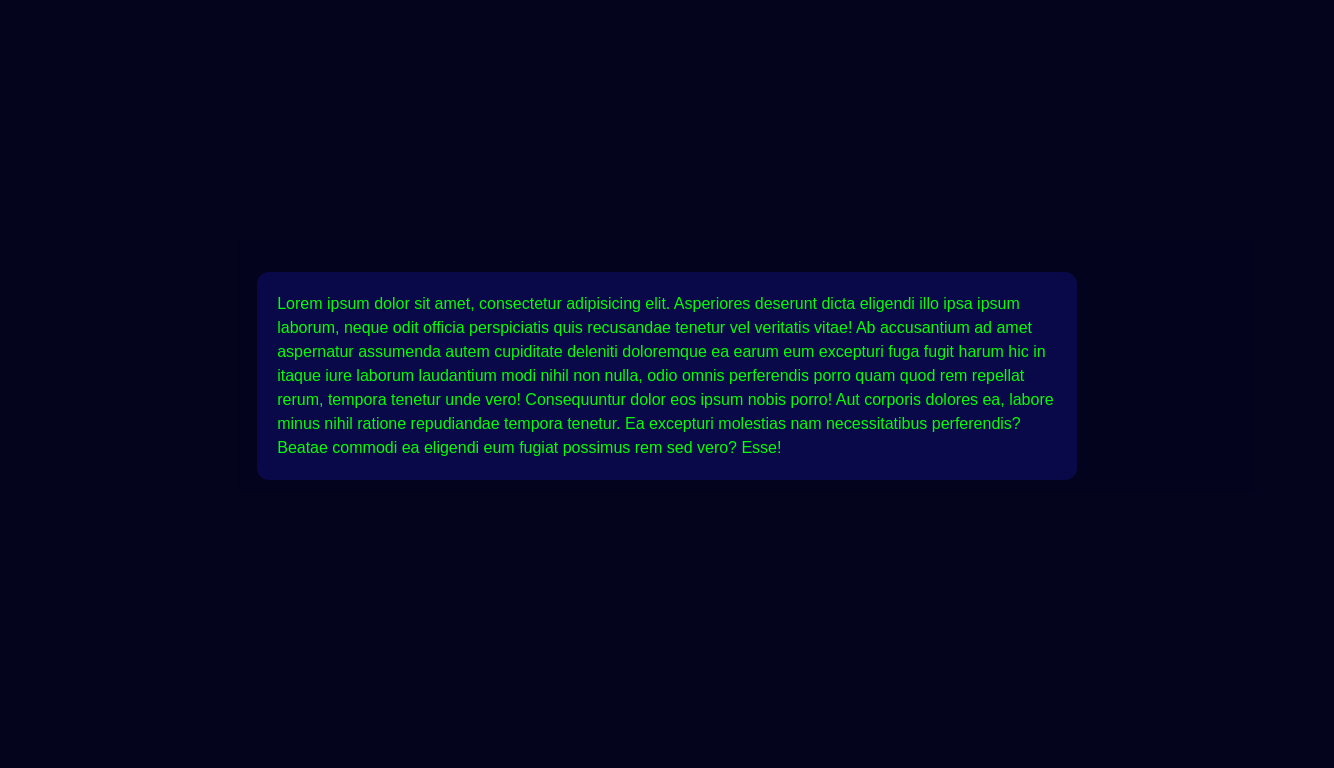 Lorem ipsum dolor sit amet, consectetur adipisicing elit. Asperiores deserunt dicta eligendi illo ipsa ipsum
laborum, neque odit officia perspiciatis quis recusandae tenetur vel veritatis vitae! Ab accusantium ad amet
aspernatur assumenda autem cupiditate deleniti doloremque ea earum eum excepturi fuga fugit harum hic in
itaque iure laborum laudantium modi nihil non nulla, odio omnis perferendis porro quam quod rem repellat
rerum, tempora tenetur unde vero! Consequuntur dolor eos ipsum nobis porro! Aut corporis dolores ea, labore
minus nihil ratione repudiandae tempora tenetur. Ea excepturi molestias nam necessitatibus perferendis?
Beatae commodi ea eligendi eum fugiat possimus rem sed vero? Esse!